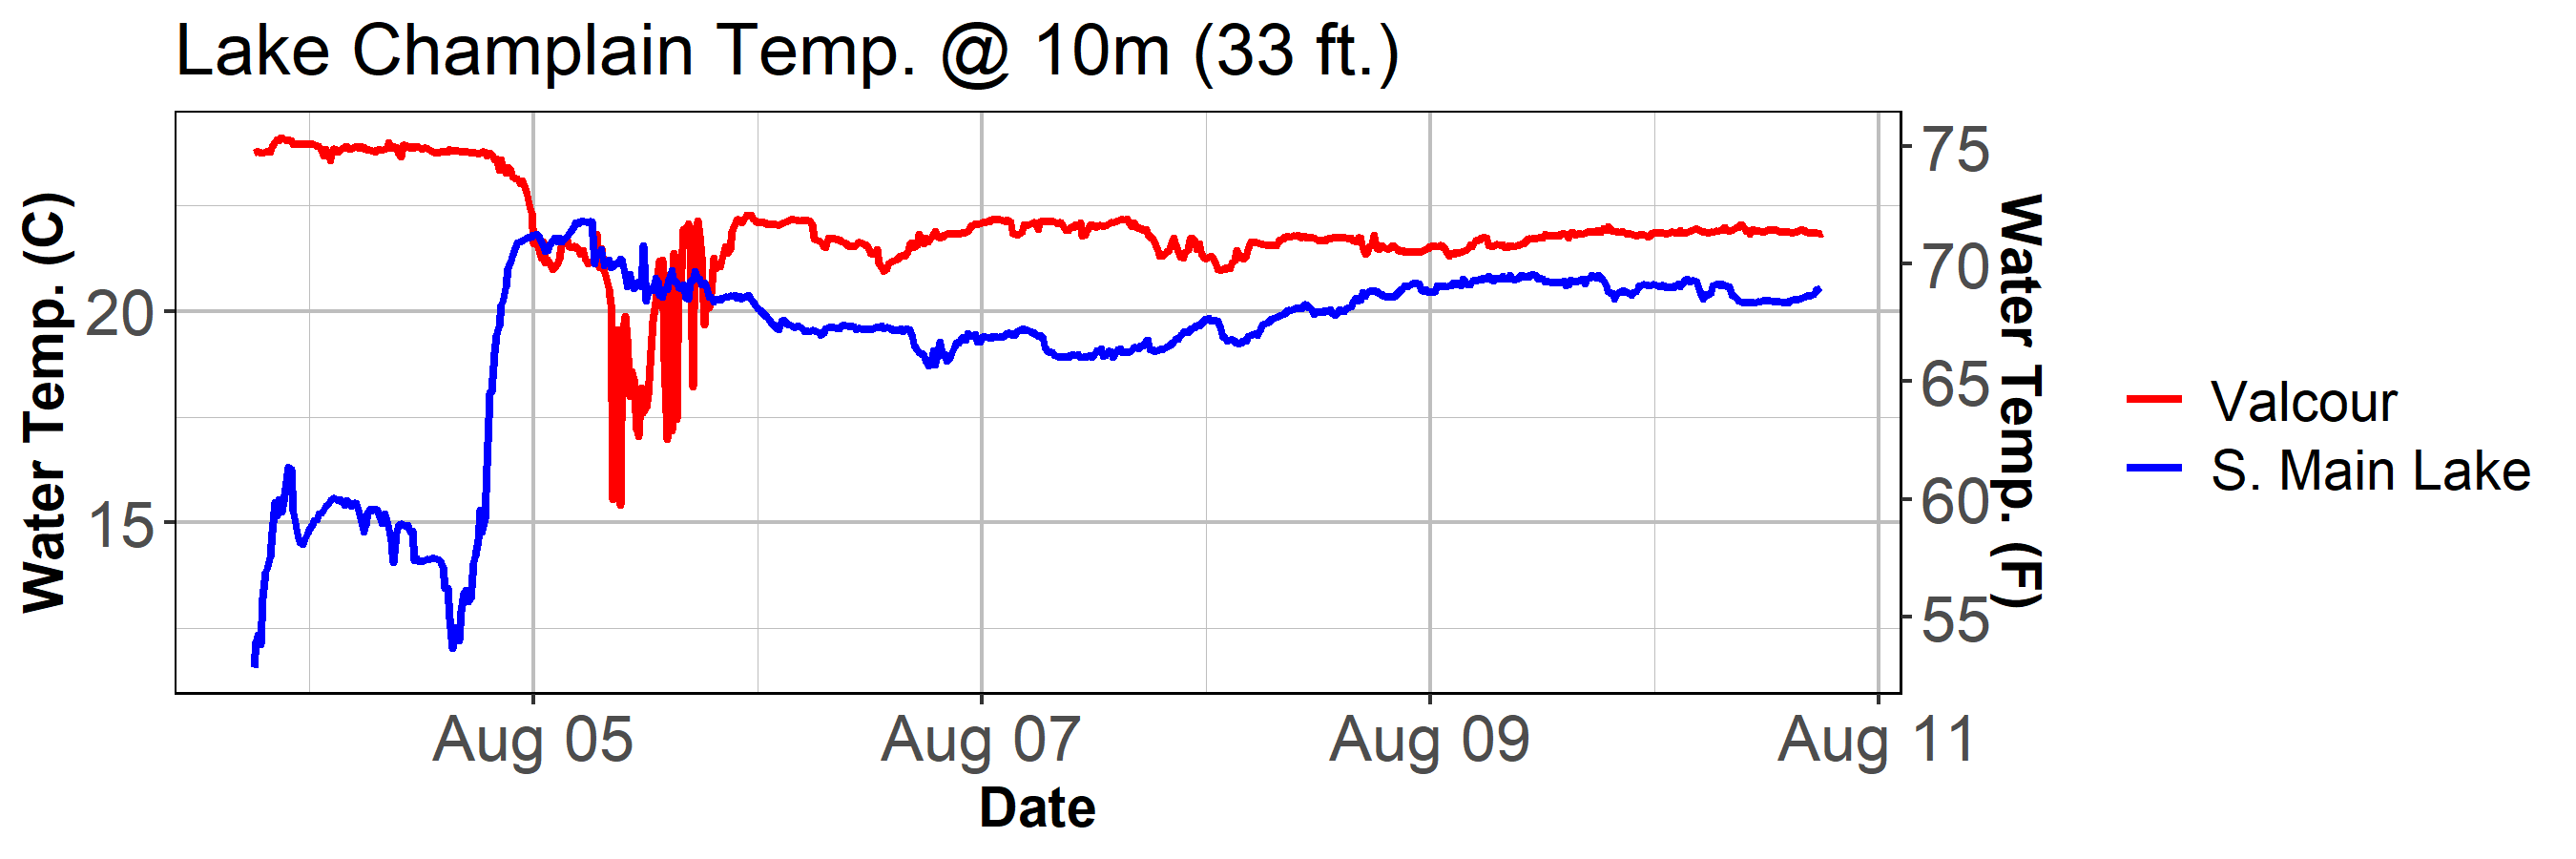 Lake Champlain Temp. @ 10m (33 ft.)
Water Temp. (C)
20
15
75
70
65
60
55
Water Temp. (F)
Aug 05
Aug 07
Aug 09
Aug 11
Date
Valcour
S. Main Lake